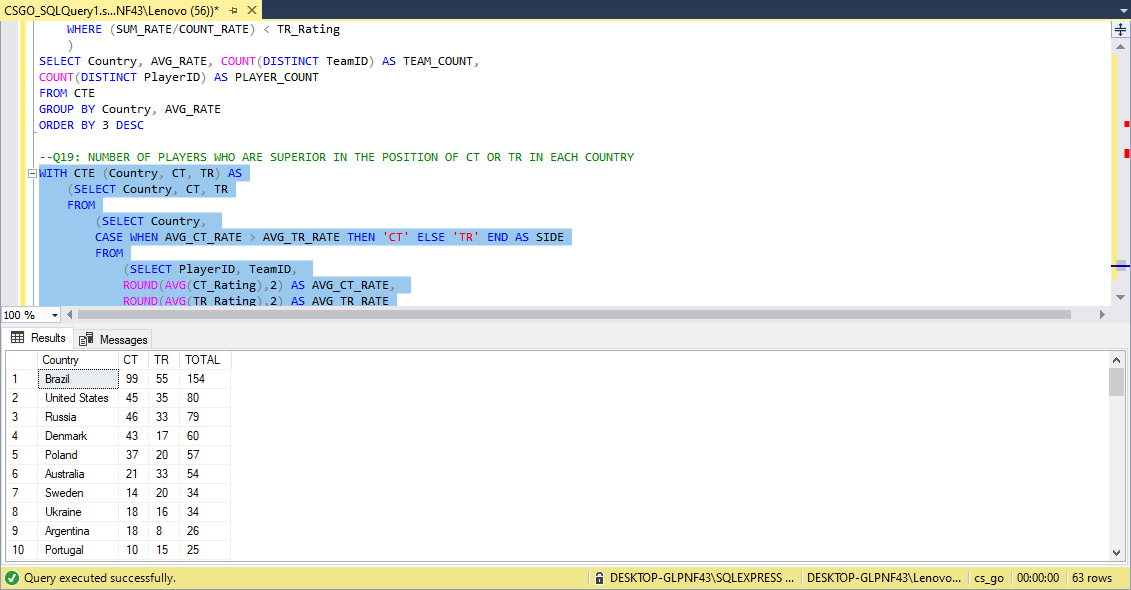 CSGO_SQLQuery1.s...NF43\Lenovo (56))*
WHERE (SUM_RATE/COUNT_RATE) < TR_Rating
)
SELECT Country, AVG_RATE, COUNT(DISTINCT TeamID) AS TEAM_COUNT,
COUNT(DISTINCT PlayerID) AS PLAYER_COUNT
FROM CTE
GROUP BY Country, AVG_RATE
ORDER BY 3 DESC
--Q19: NUMBER OF PLAYERS WHO ARE SUPERIOR IN THE POSITION OF CT OR TR IN EACH COUNTRY
WITH CTE (Country, CT, TR) AS
(SELECT Country, CT, TR
FROM
(SELECT Country,
CASE WHEN AVG_CT_RATE > AVG_TR_RATE THEN 'CT' ELSE 'TR' END AS SIDE
FROM
(SELECT PlayerID, TeamID,
ROUND(AVG(CT_Rating),2) AS AVG_CT_RATE,
ROUND(AVG(TR_Rating),2) AS AVG_TR_RATE
100 %
Results Messages
Country CT TR TOTAL
1 Brazil 99 55 154
2 United States 45 35 80
3 Russia 46 33 79
4 Denmark 43 17 60
5 Poland 37 20 57
6 Australia 21 33 54
7 Sweden 14 20 34
8 Ukraine 18 16 34
9 Argentina 18 8 26
10 Portugal 10 15 25
Query executed successfully. DESKTOP-GLPNF43\SQLEXPRESS ... DESKTOP-GLPNF43\Lenovo... cs_go 00:00:00 63 rows